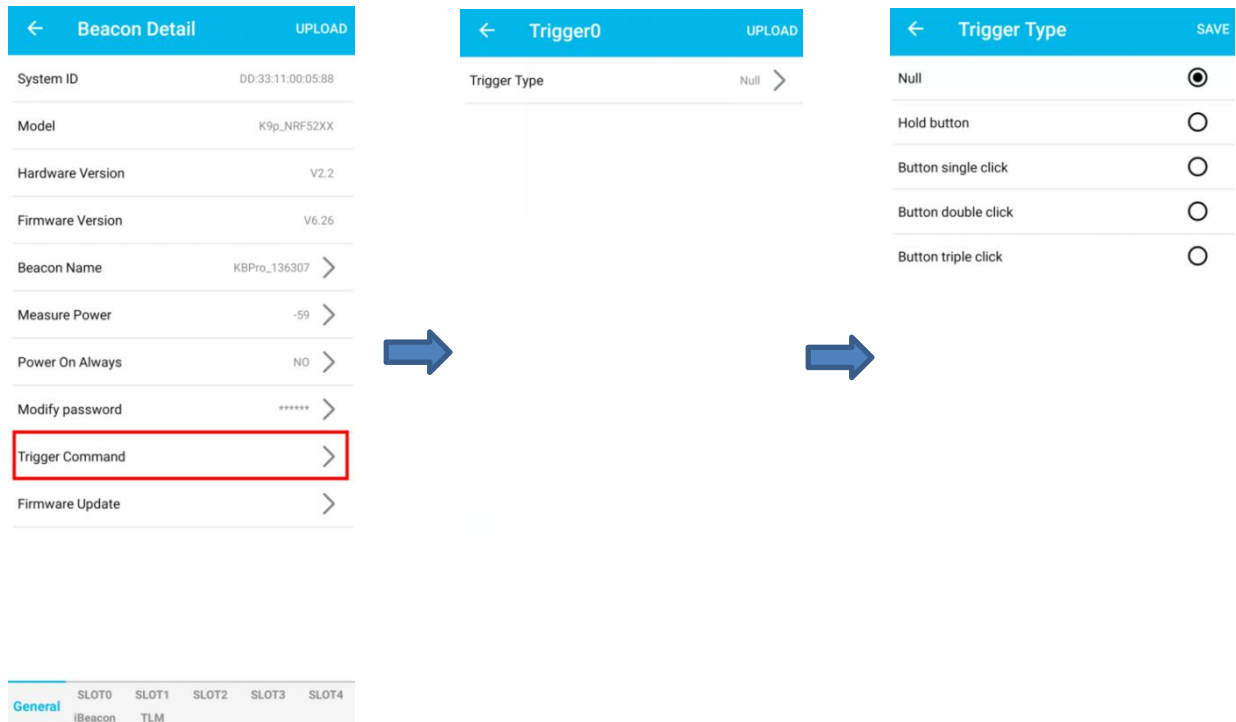 ← Beacon Detail UPLOAD
System ID DD:33:11:00:05:88
Model K9p_NRF52XX
Hardware Version V2.2
Firmware Version V6.26
Beacon Name KBPro_136307
Measure Power -59
Power On Always NO
Modify password ******
Trigger Command
Firmware Update
General SLOT0 SLOT1 SLOT2 SLOT3 SLOT4
iBeacon TLM
← Trigger0 UPLOAD
Trigger Type Null
← Trigger Type SAVE
Null
Hold button
Button single click
Button double click
Button triple click